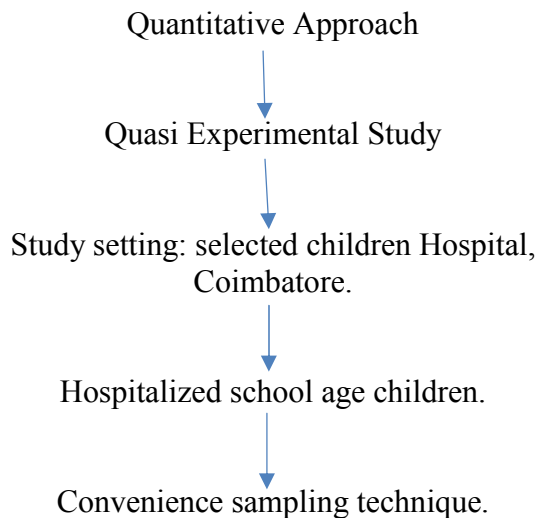 Quantitative Approach
Quasi Experimental Study
Study setting: selected children Hospital,
Coimbatore.
Hospitalized school age children.
Convenience sampling technique.